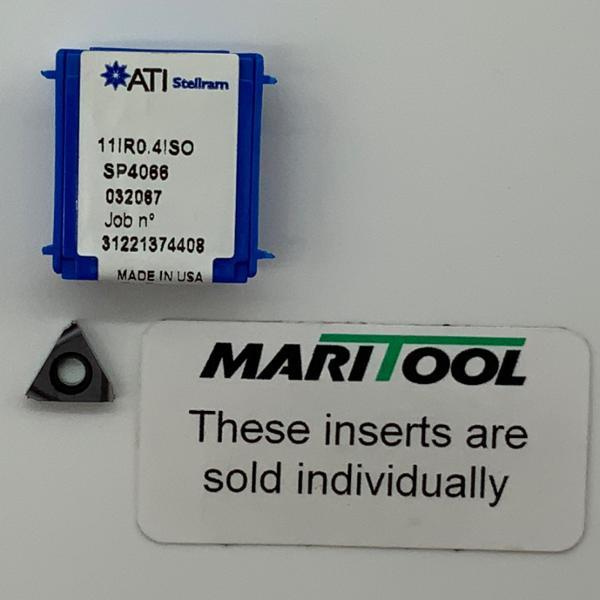 ATI Stellram
11IR0.4ISO
SP4066
032067
Job n°
31221374408
MADE IN USA
MARITOOL
These inserts are
sold individually